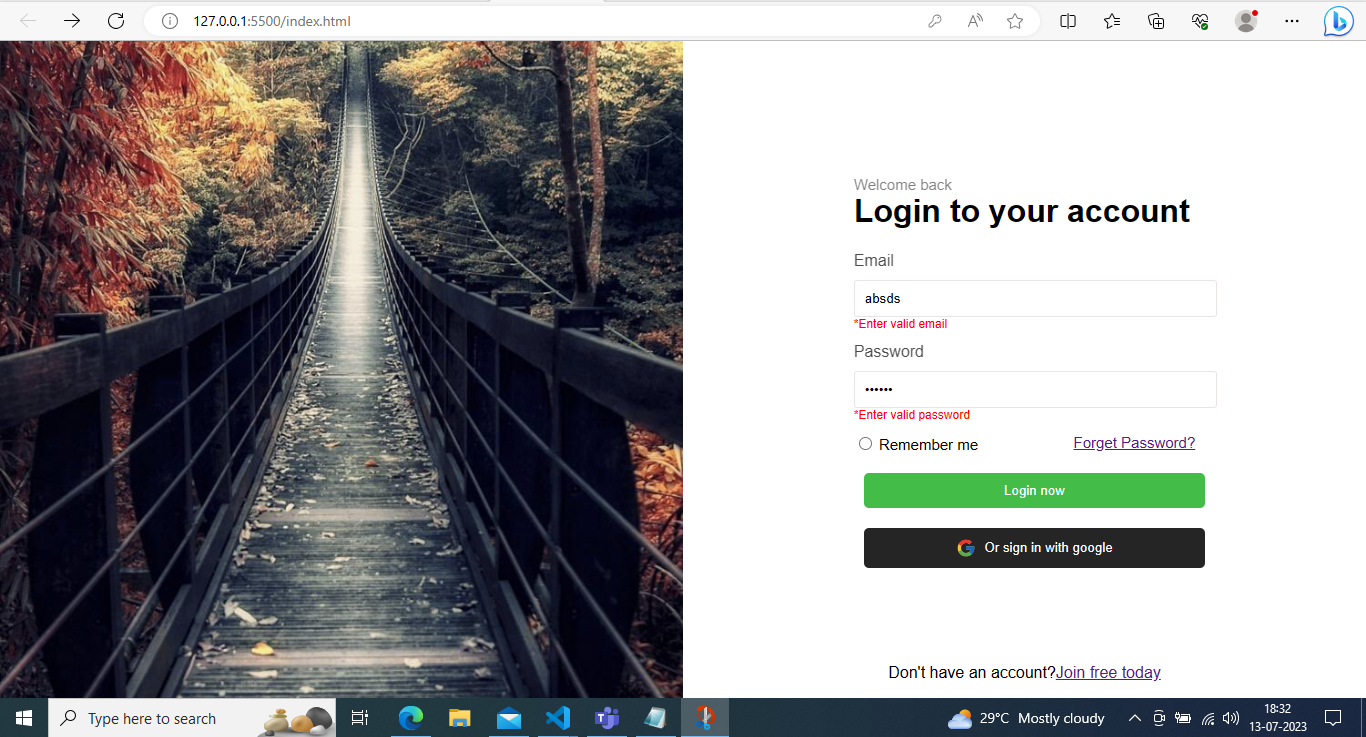 127.0.0.1:5500/index.html
Welcome back
Login to your account
Email
absds
*Enter valid email
Password
••••••
*Enter valid password
Remember me Forget Password?
Login now
Or sign in with google
Don't have an account?Join free today
Type here to search
29°C Mostly cloudy
18:32
13-07-2023